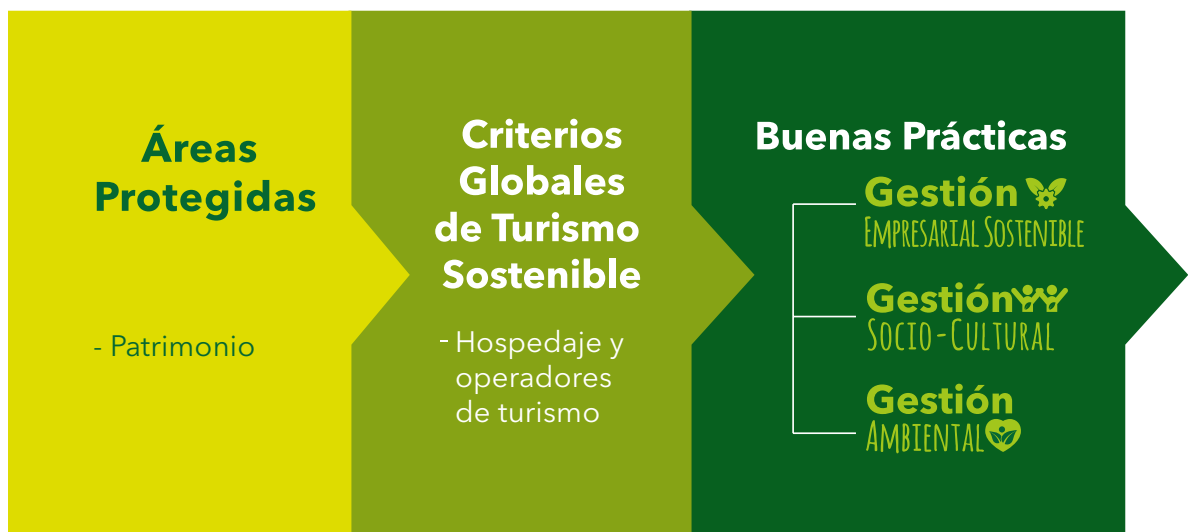 Áreas
Protegidas
- Patrimonio
Criterios
Globales
de Turismo
Sostenible
- Hospedaje y
operadores
de turismo
Buenas Prácticas
Gestión
EMPRESARIAL SOSTENIBLE
Gestión
SOCIO-CULTURAL
Gestión
AMBIENTAL